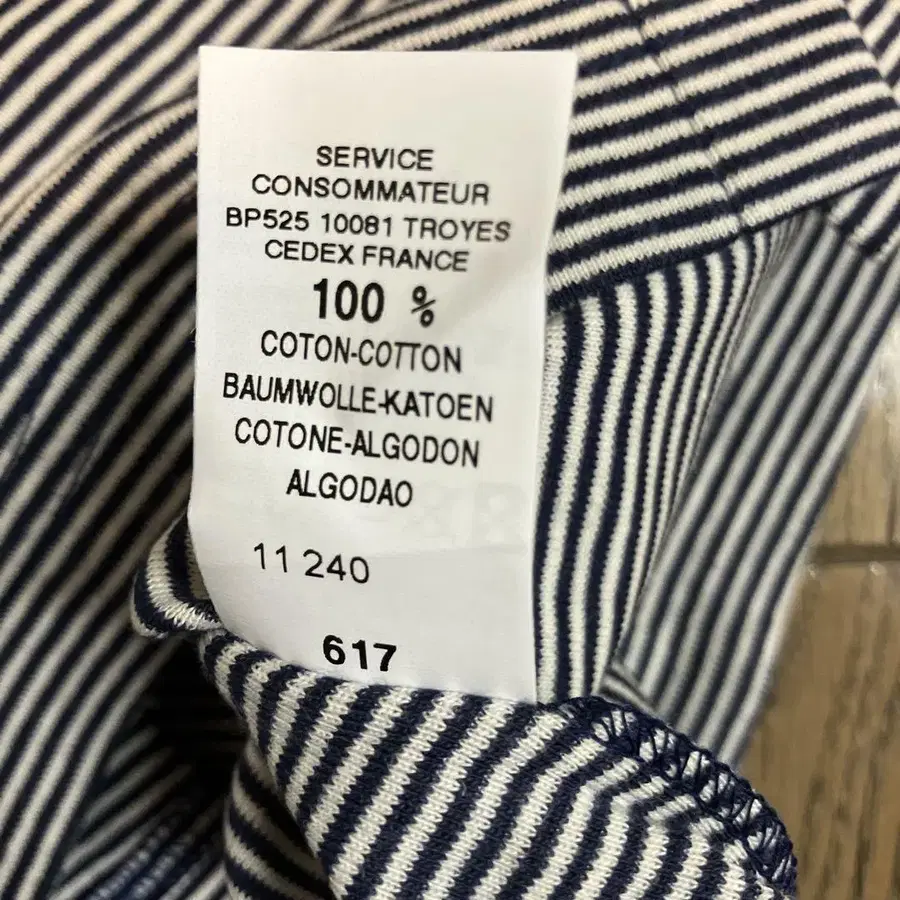 SERVICE
CONSOMMATEUR
BP525 10081 TROYES
CEDEX FRANCE
100 %
COTON-COTTON
BAUMWOLLE-KATOEN
COTONE-ALGODON
ALGODAO
11 240
617